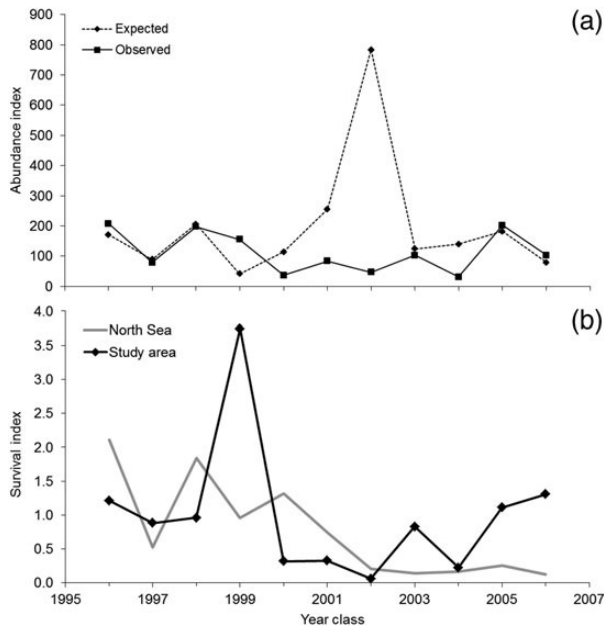 (a)
Expected
Observed
Abundance index
900
800
700
600
500
400
300
200
100
0
(b)
North Sea
Study area
Survival index
4.0
3.5
3.0
2.5
2.0
1.5
1.0
0.5
0.0
1995 1997 1999 2001 2003 2005 2007
Year class